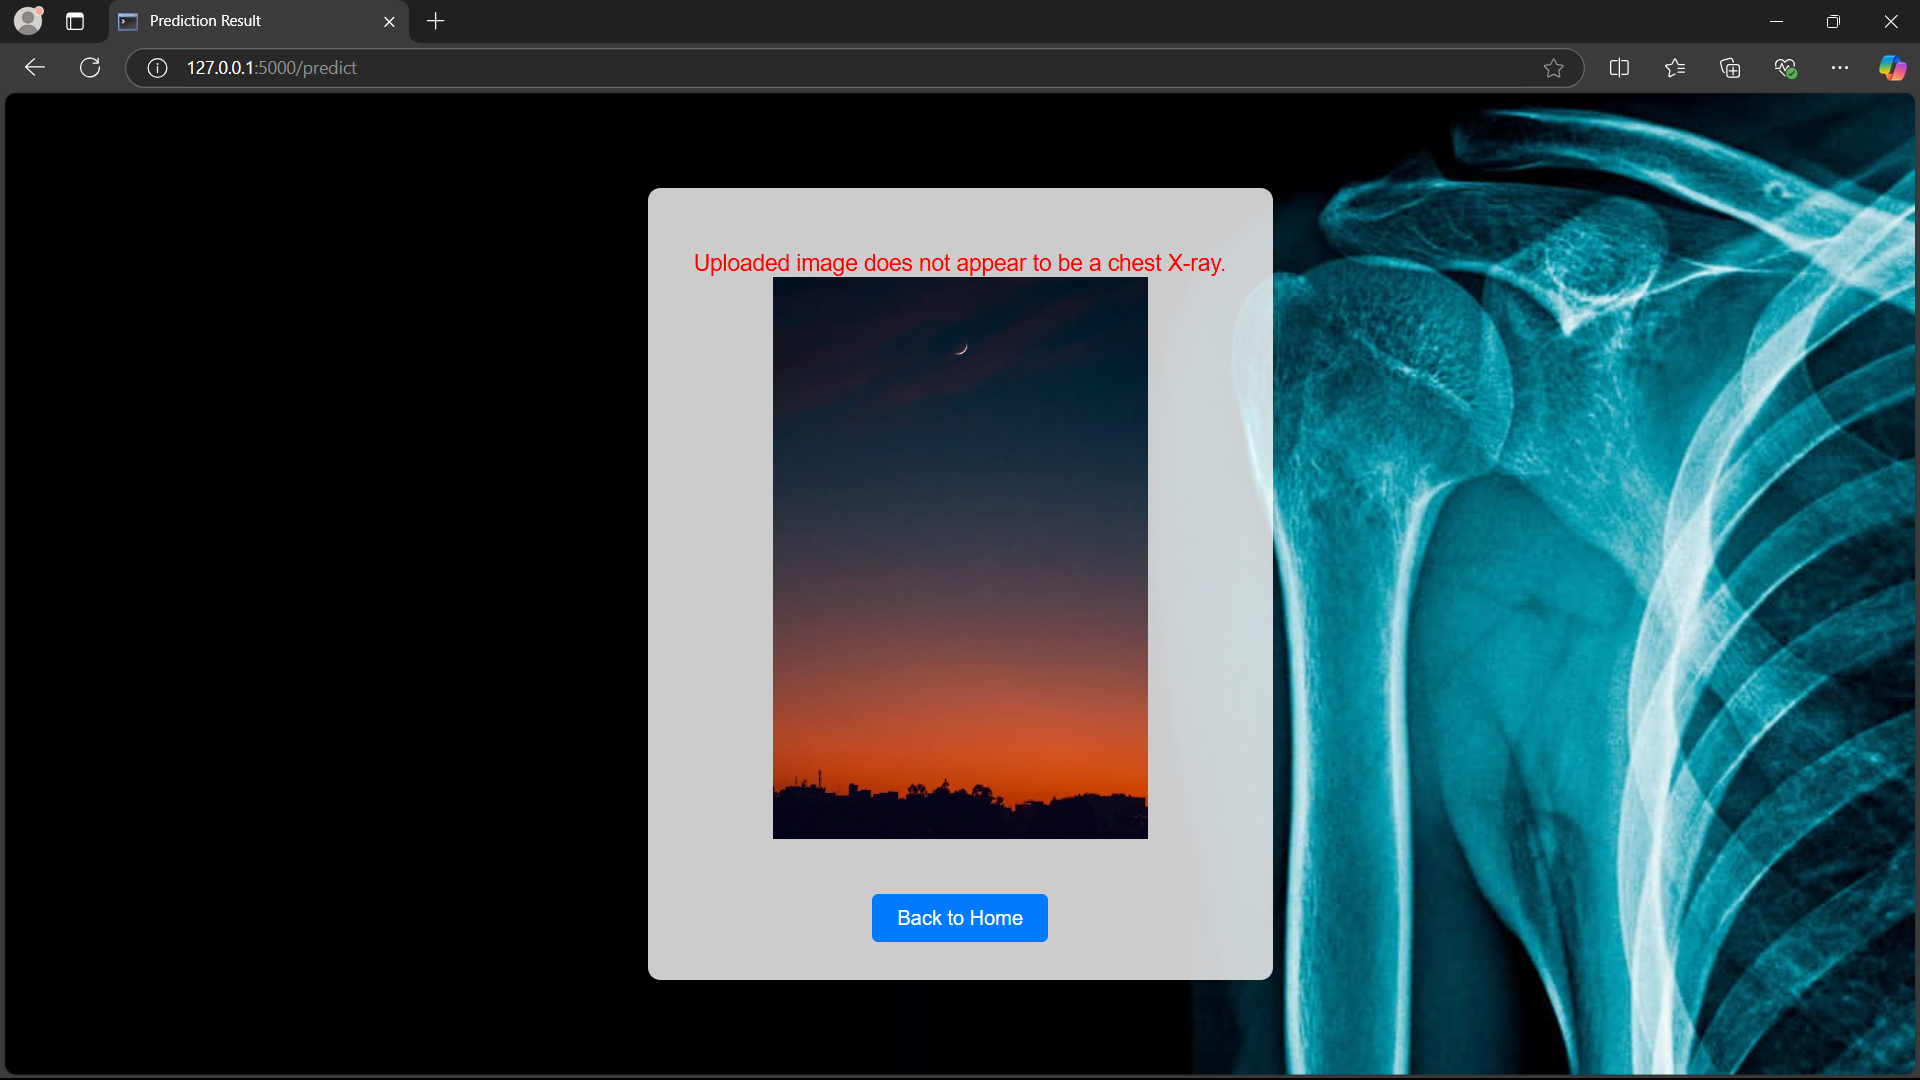 Prediction Result
127.0.0.1:5000/predict
Uploaded image does not appear to be a chest X-ray.
Back to Home